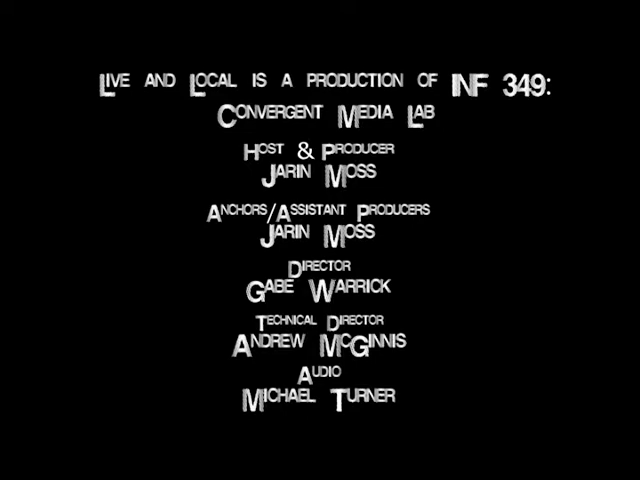 Live and Local is a production of INF 349:
Convergent Media Lab
Host & Producer
Jarin Moss
Anchors/Assistant Producers
Jarin Moss
Director
Gabe Warrick
Technical Director
Andrew McGinnis
Audio
Michael Turner